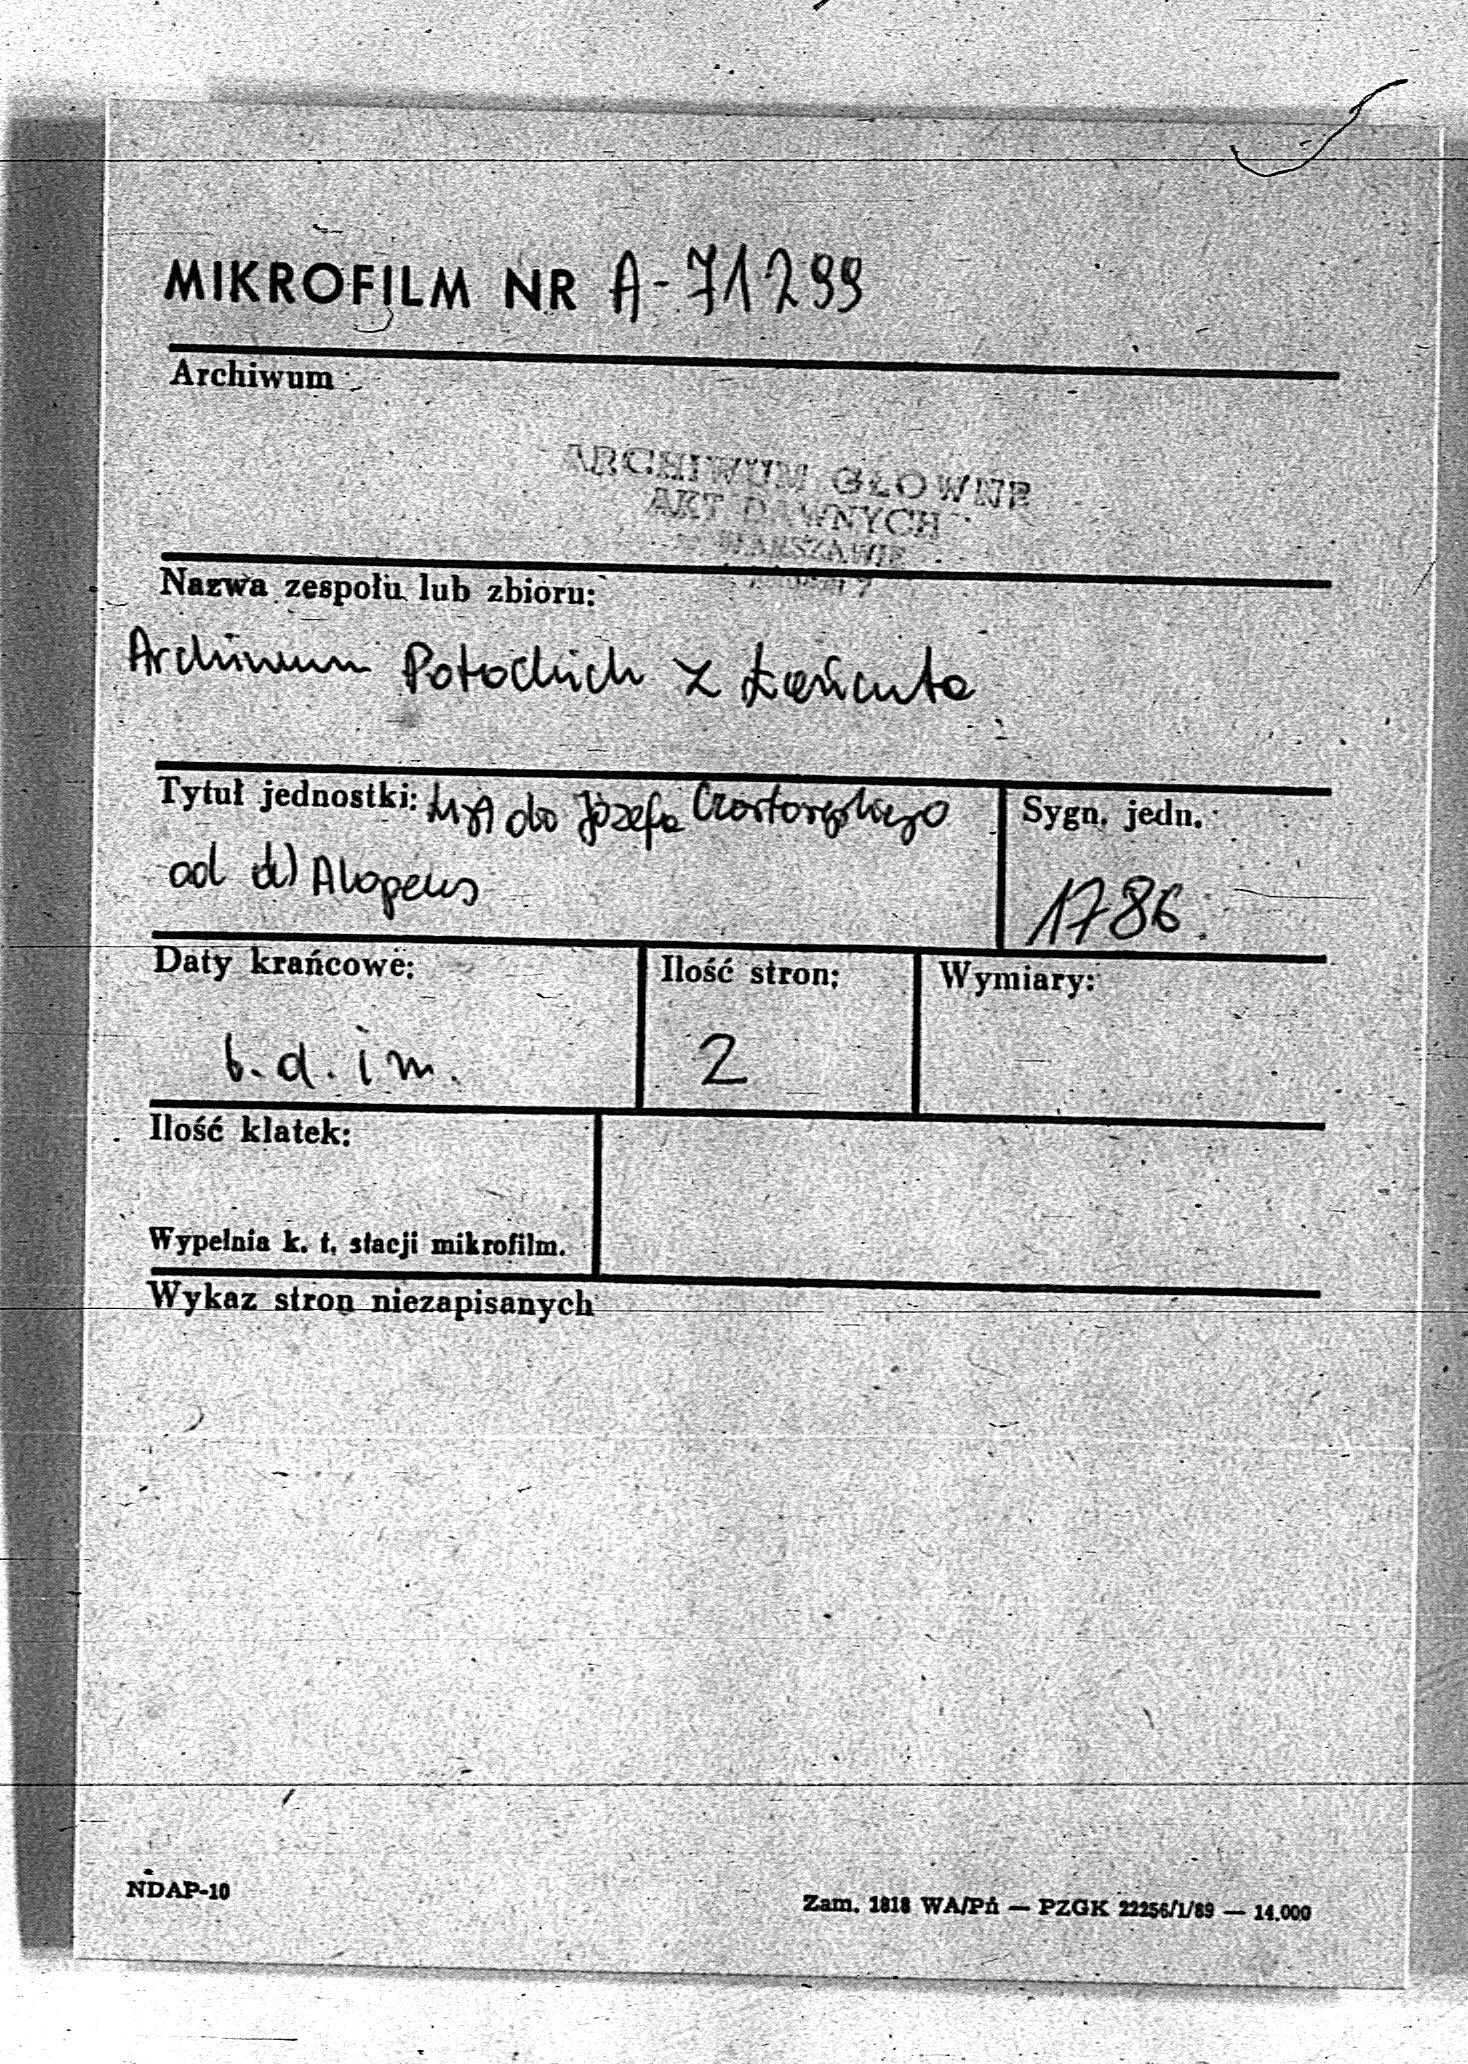 MIKROFILM NR A-71299
Archiwum
ARCHIWUM GŁOWNE
AKT DAWNYCH
WARSZAWIE
Nazwa zespołu lub zbioru:
Archiwum Potockich z Łańcuta
Tytuł jednostki: List do Józefa Czartoryskiego
od Alopeus
Sygn. jedn.
1786.
Daty krańcowe:
b.d. i m.
Ilość stron:
2
Wymiary:
Ilość klatek:
Wypełnia k. t. stacji mikrofilm.
Wykaz stron niezapisanych
NDAP-10
Zam. 1818 WA/Pń — PZGK 22256/1/89 — 14.000